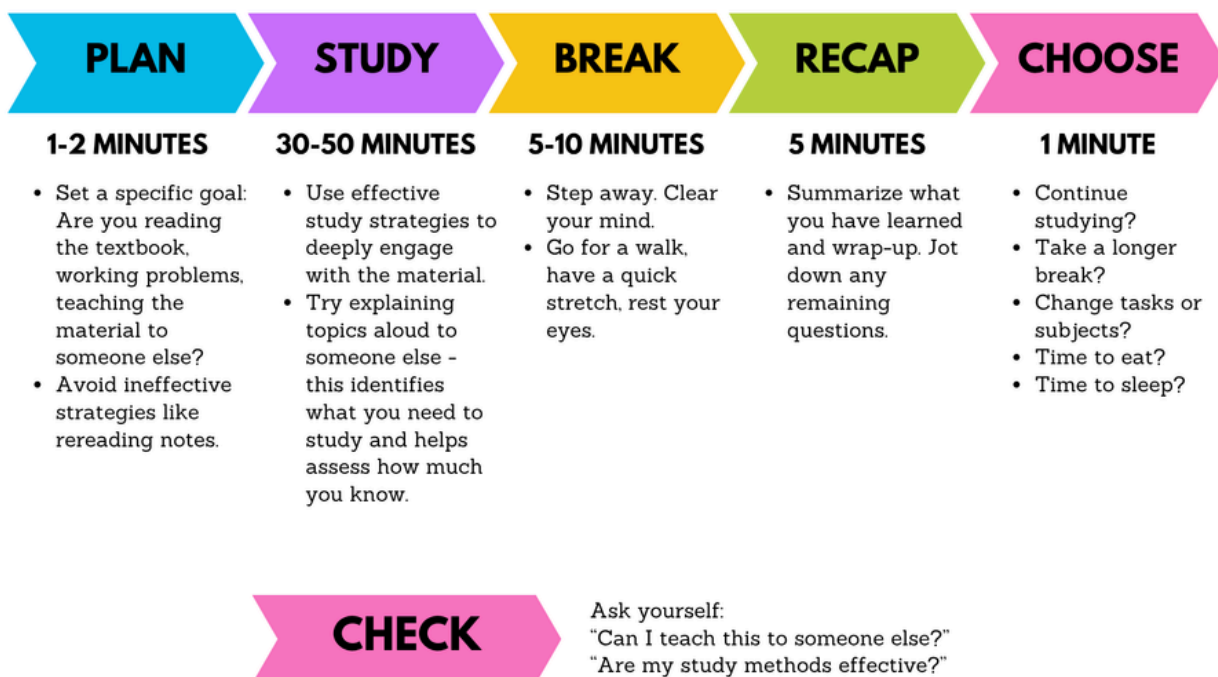 PLAN
1-2 MINUTES
• Set a specific goal:
Are you reading
the textbook,
working problems,
teaching the
material to
someone else?
• Avoid ineffective
strategies like
rereading notes.
STUDY
30-50 MINUTES
• Use effective
study strategies to
deeply engage
with the material.
• Try explaining
topics aloud to
someone else -
this identifies
what you need to
study and helps
assess how much
you know.
BREAK
5-10 MINUTES
• Step away. Clear
your mind.
• Go for a walk,
have a quick
stretch, rest your
eyes.
RECAP
5 MINUTES
• Summarize what
you have learned
and wrap-up. Jot
down any
remaining
questions.
CHOOSE
1 MINUTE
• Continue
studying?
• Take a longer
break?
• Change tasks or
subjects?
• Time to eat?
• Time to sleep?
CHECK
Ask yourself:
“Can I teach this to someone else?”
“Are my study methods effective?”